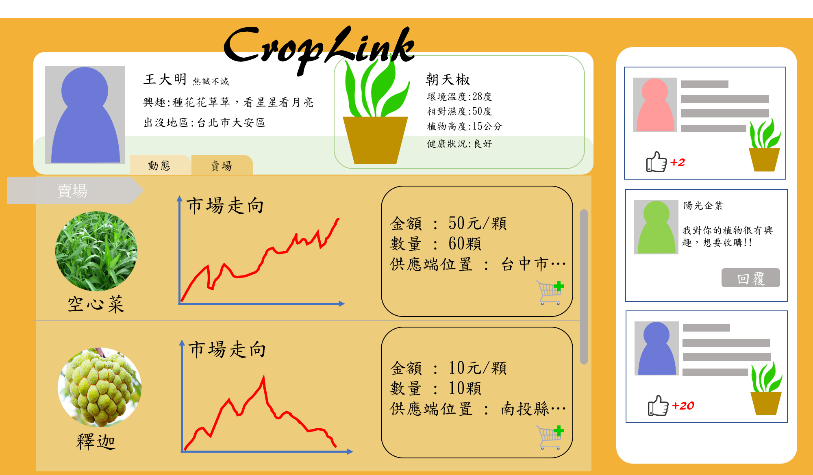 CropLink
王大明 熱誠不減
興趣:種花花草草，看星星看月亮
出沒地區:台北市大安區
朝天椒
環境溫度:28度
相對濕度:50度
植物高度:15公分
健康狀況:良好
動態
賣場
賣場
市場走向
空心菜
金額 : 50元/顆
數量 : 60顆
供應端位置 : 台中市…
市場走向
釋迦
金額 : 10元/顆
數量 : 10顆
供應端位置 : 南投縣…
+2
陽光企業
我對你的植物很有興
趣，想要收購!!
回覆
+20